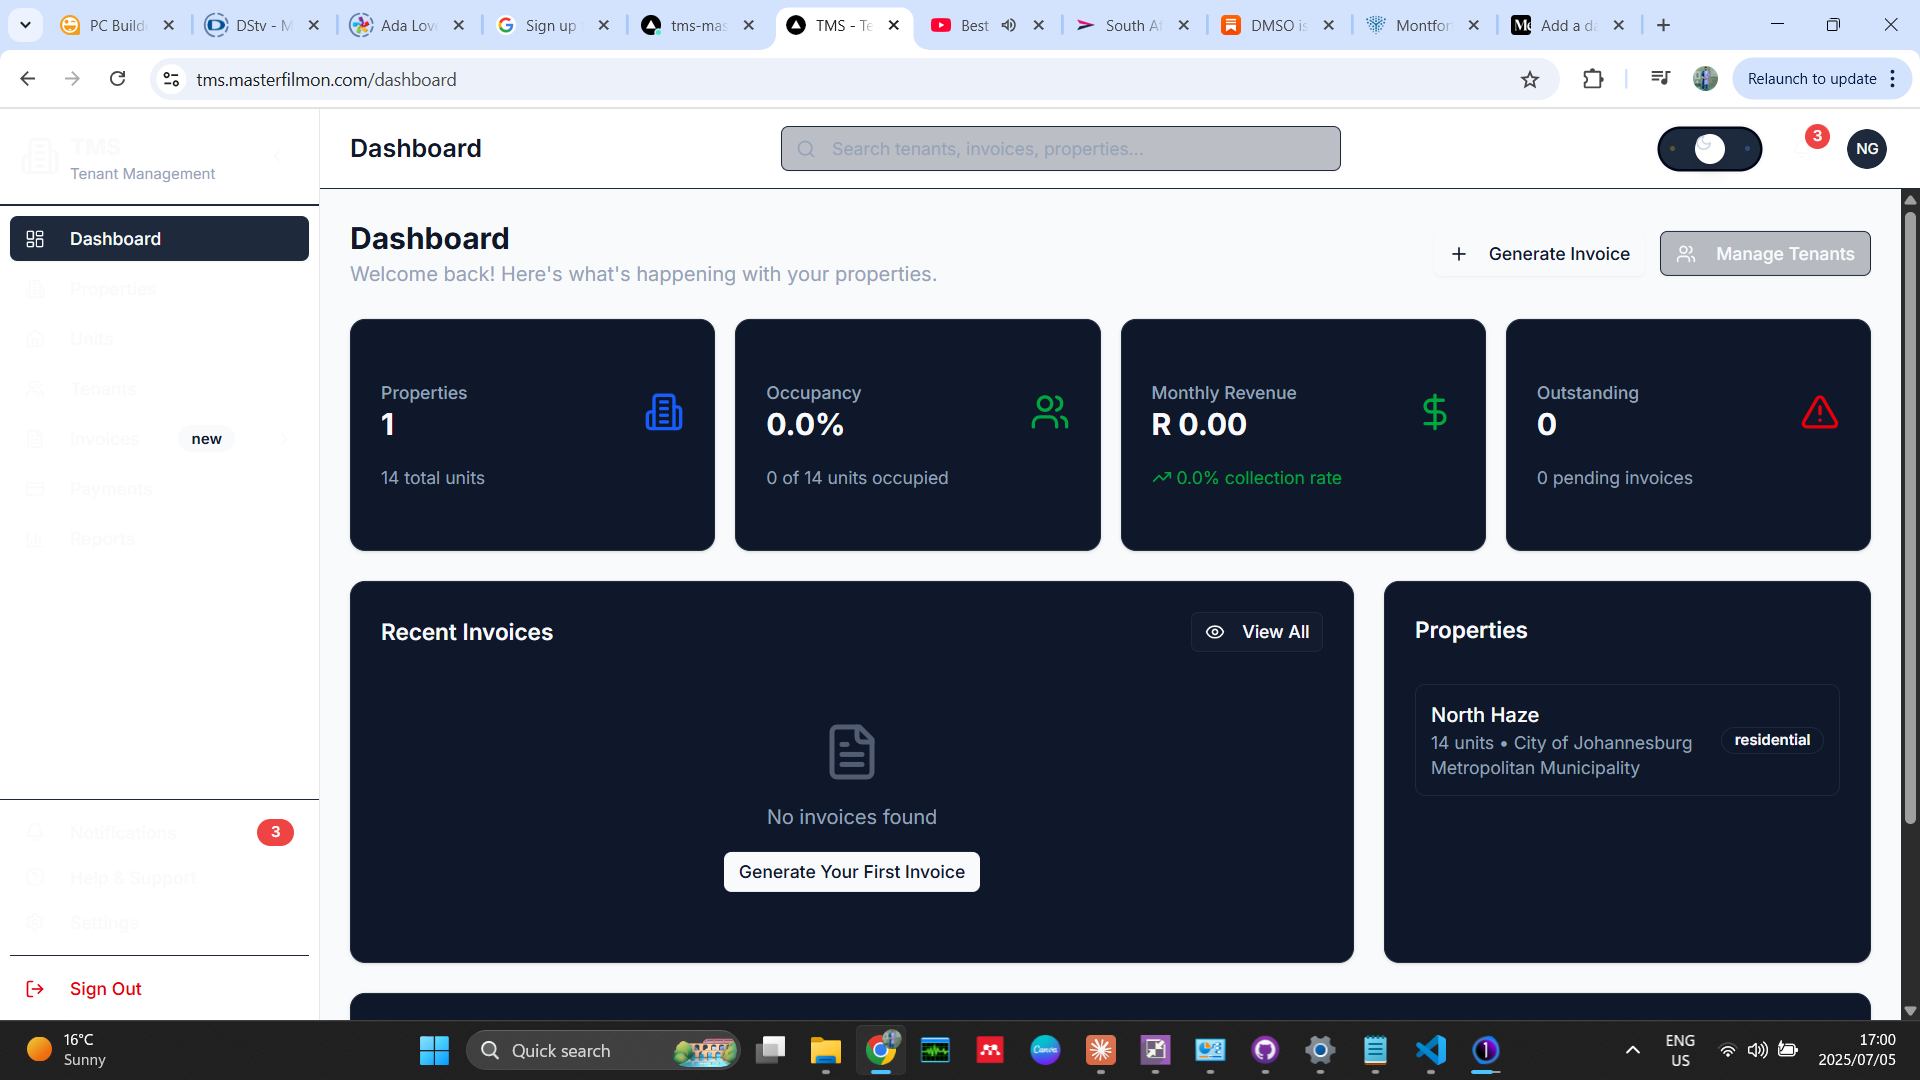 PC Build
DStv - M
Ada Love
Sign up
tms-mas
TMS - Te
Best
South Af
DMSO is
Montfor
Add a da
tms.masterfilmon.com/dashboard
Relaunch to update
TMS
Tenant Management
Dashboard
Search tenants, invoices, properties...
3
NG
Dashboard
Properties
Units
Tenants
Invoices
new
Payments
Reports
Notifications
3
Help & Support
Settings
Sign Out
Dashboard
Welcome back! Here's what's happening with your properties.
Generate Invoice
Manage Tenants
Properties
1
14 total units
Occupancy
0.0%
0 of 14 units occupied
Monthly Revenue
R 0.00
0.0% collection rate
Outstanding
0
0 pending invoices
Recent Invoices
View All
No invoices found
Generate Your First Invoice
Properties
North Haze
14 units • City of Johannesburg
Metropolitan Municipality
residential
16°C
Sunny
Quick search
Canva
ENG
US
17:00
2025/07/05